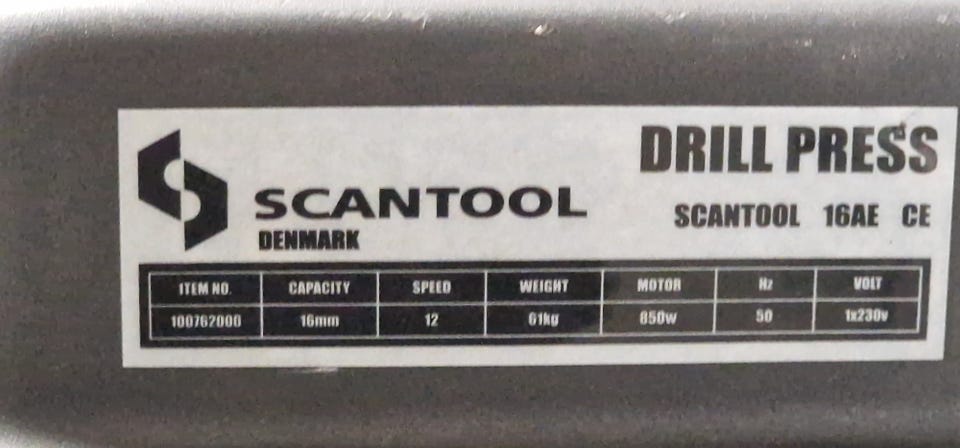 DRILL PRESS
SCANTOOL
DENMARK
SCANTOOL 16AE CE
ITEM NO. CAPACITY SPEED WEIGHT MOTOR Hz VOLT
100762000 16mm 12 61kg 850w 50 1x230v